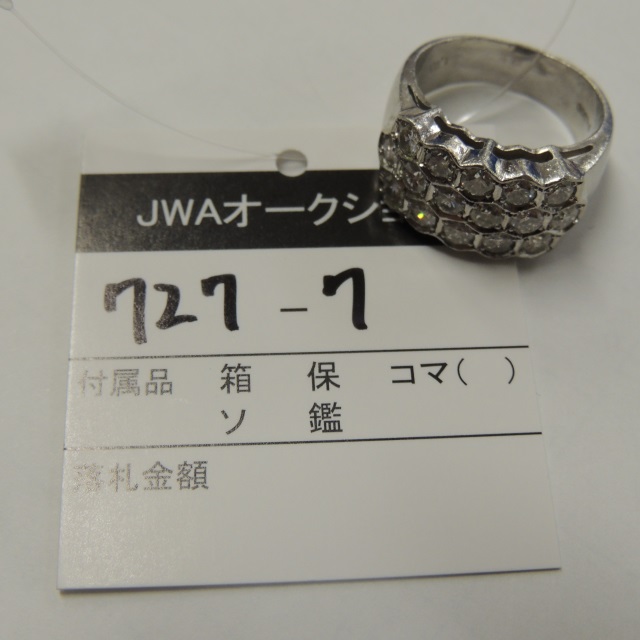 JWAオークショ
727-7
付属品 箱 保 コマ( )
ソ 鑑
落札金額